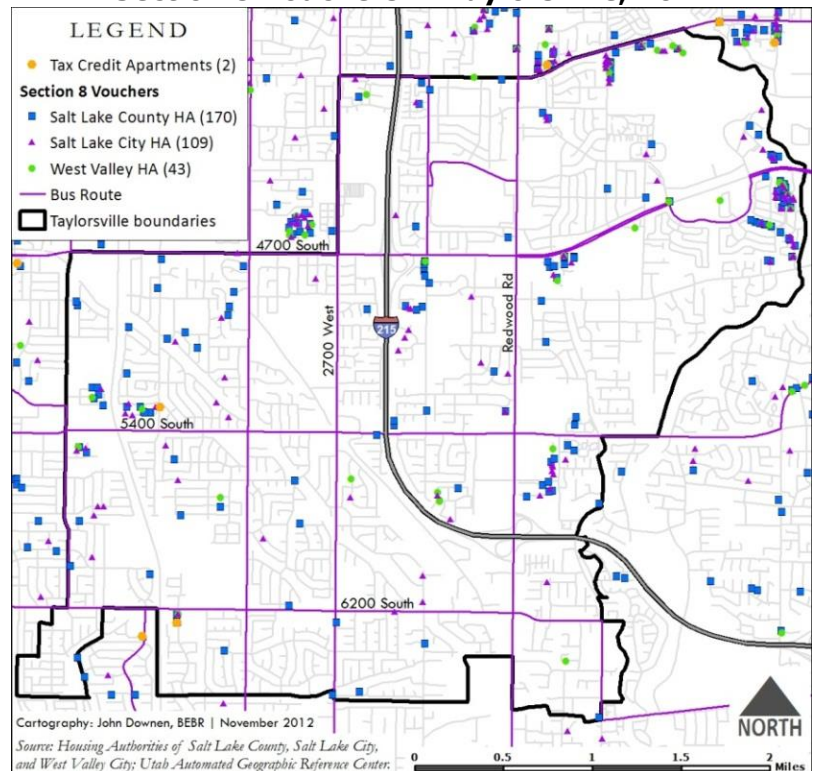 LEGEND
Tax Credit Apartments (2)
Section 8 Vouchers
Salt Lake County HA (170)
Salt Lake City HA (109)
West Valley HA (43)
Bus Route
Taylorsville boundaries
4700 South
2700 West
215
Redwood Rd
5400 South
6200 South
Cartography: John Downen, BEBR | November 2012
Source: Housing Authorities of Salt Lake County, Salt Lake City,
and West Valley City; Utah Automated Geographic Reference Center.
NORTH
0 0.5 1 1.5 2
Miles